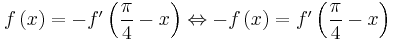 f(x) = −f′(π/4 − x) ⇔ −f(x) = f′(π/4 − x)